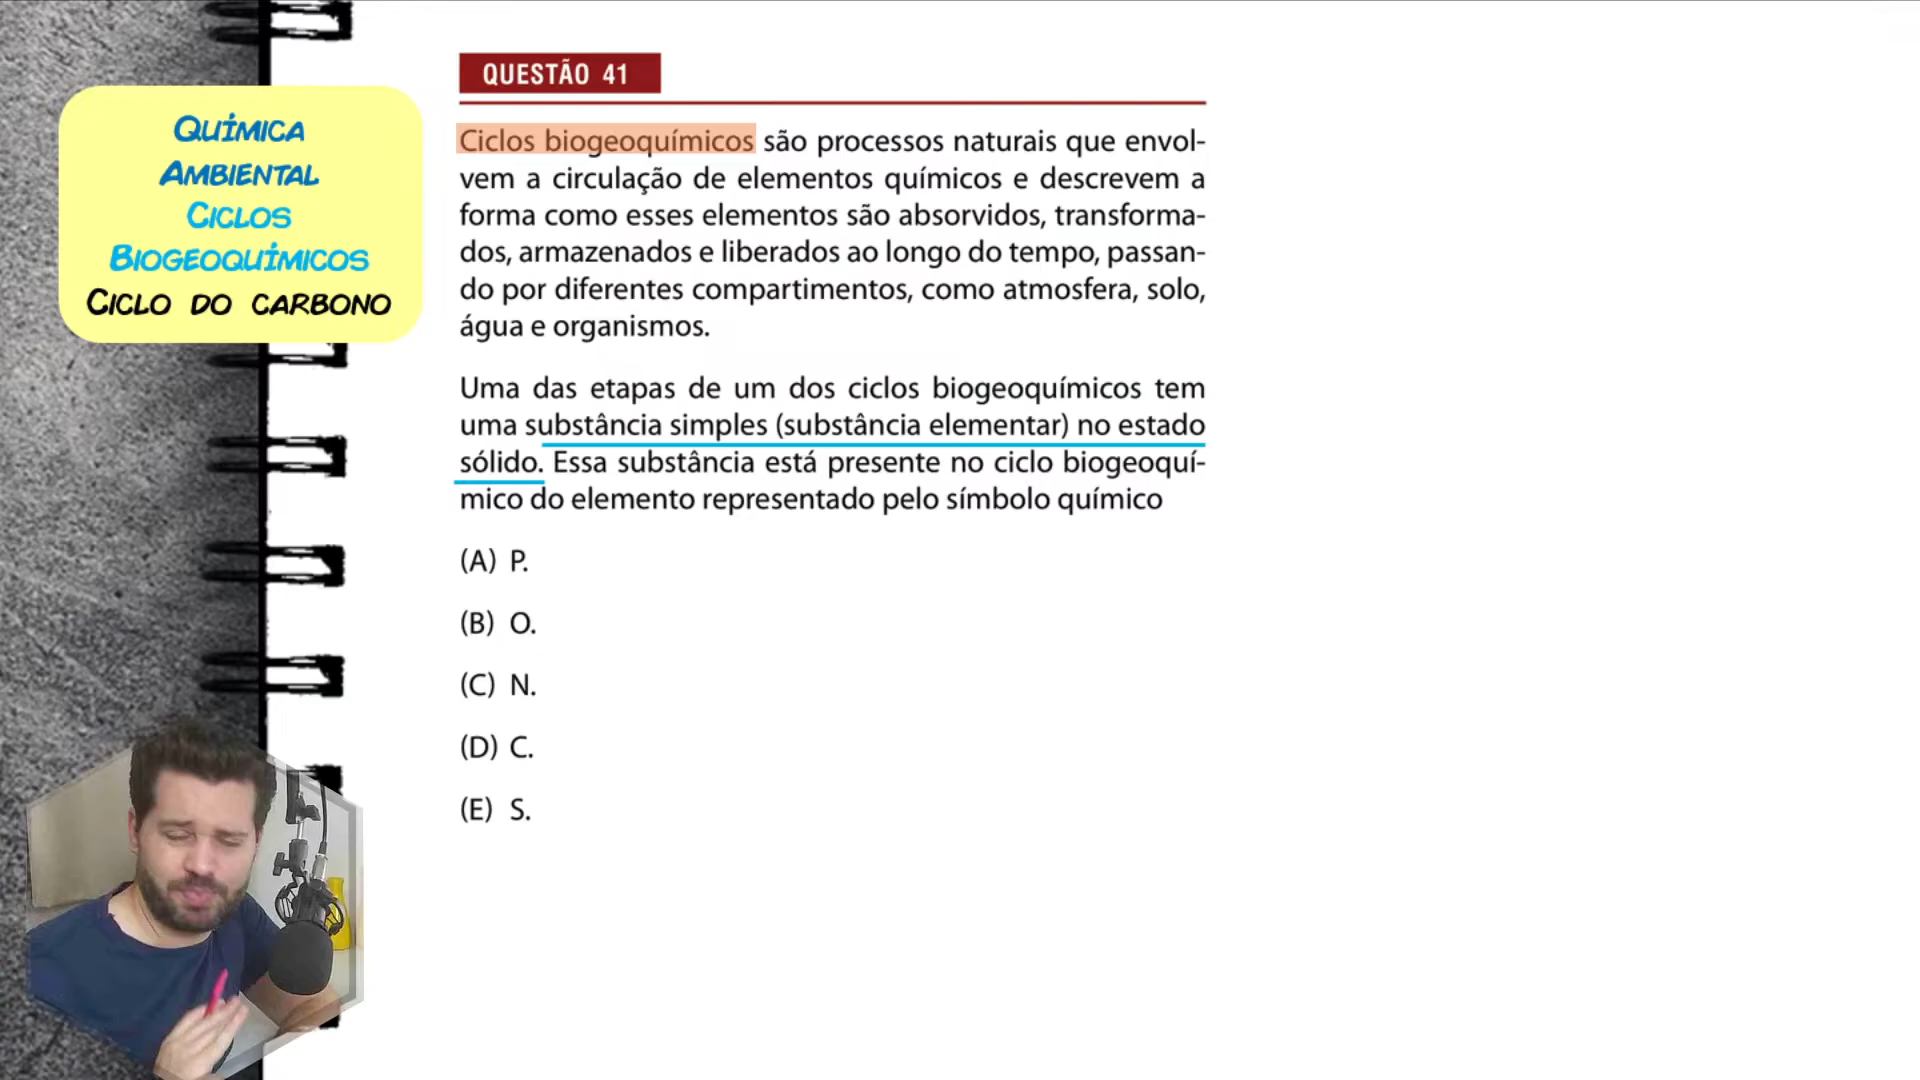 QUÍMICA
AMBIENTAL
CICLOS
BIOGEOQUÍMICOS
CICLO DO CARBONO
QUESTÃO 41
Ciclos biogeoquímicos são processos naturais que envol-
vem a circulação de elementos químicos e descrevem a
forma como esses elementos são absorvidos, transforma-
dos, armazenados e liberados ao longo do tempo, passan-
do por diferentes compartimentos, como atmosfera, solo,
água e organismos.
Uma das etapas de um dos ciclos biogeoquímicos tem
uma substância simples (substância elementar) no estado
sólido. Essa substância está presente no ciclo biogeoquí-
mico do elemento representado pelo símbolo químico
(A) P.
(B) O.
(C) N.
(D) C.
(E) S.